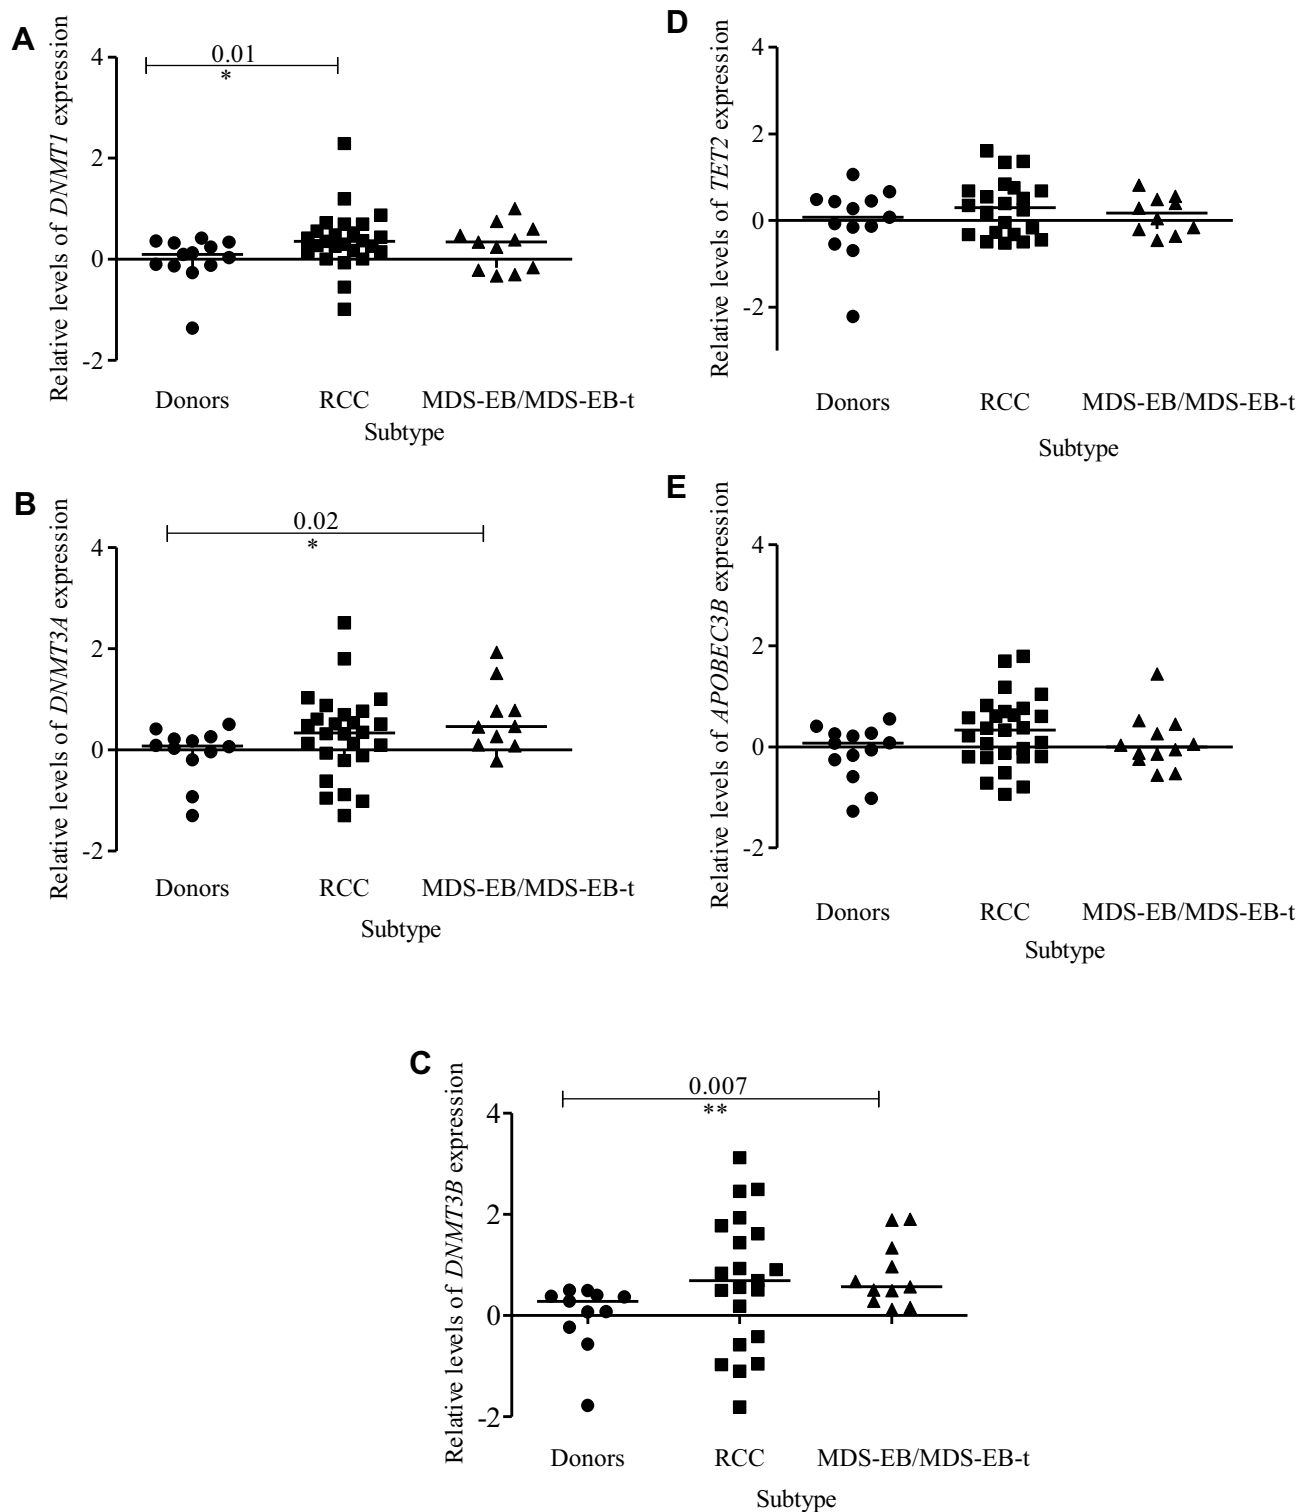 A
Relative levels of DNMT1 expression
0.01
*
4
2
0
-2
Donors RCC MDS-EB/MDS-EB-t
Subtype
D
Relative levels of TET2 expression
4
2
0
-2
Donors RCC MDS-EB/MDS-EB-t
Subtype
B
Relative levels of DNMT3A expression
0.02
*
4
2
0
-2
Donors RCC MDS-EB/MDS-EB-t
Subtype
E
Relative levels of APOBEC3B expression
4
2
0
-2
Donors RCC MDS-EB/MDS-EB-t
Subtype
C
Relative levels of DNMT3B expression
0.007
**
4
2
0
-2
Donors RCC MDS-EB/MDS-EB-t
Subtype